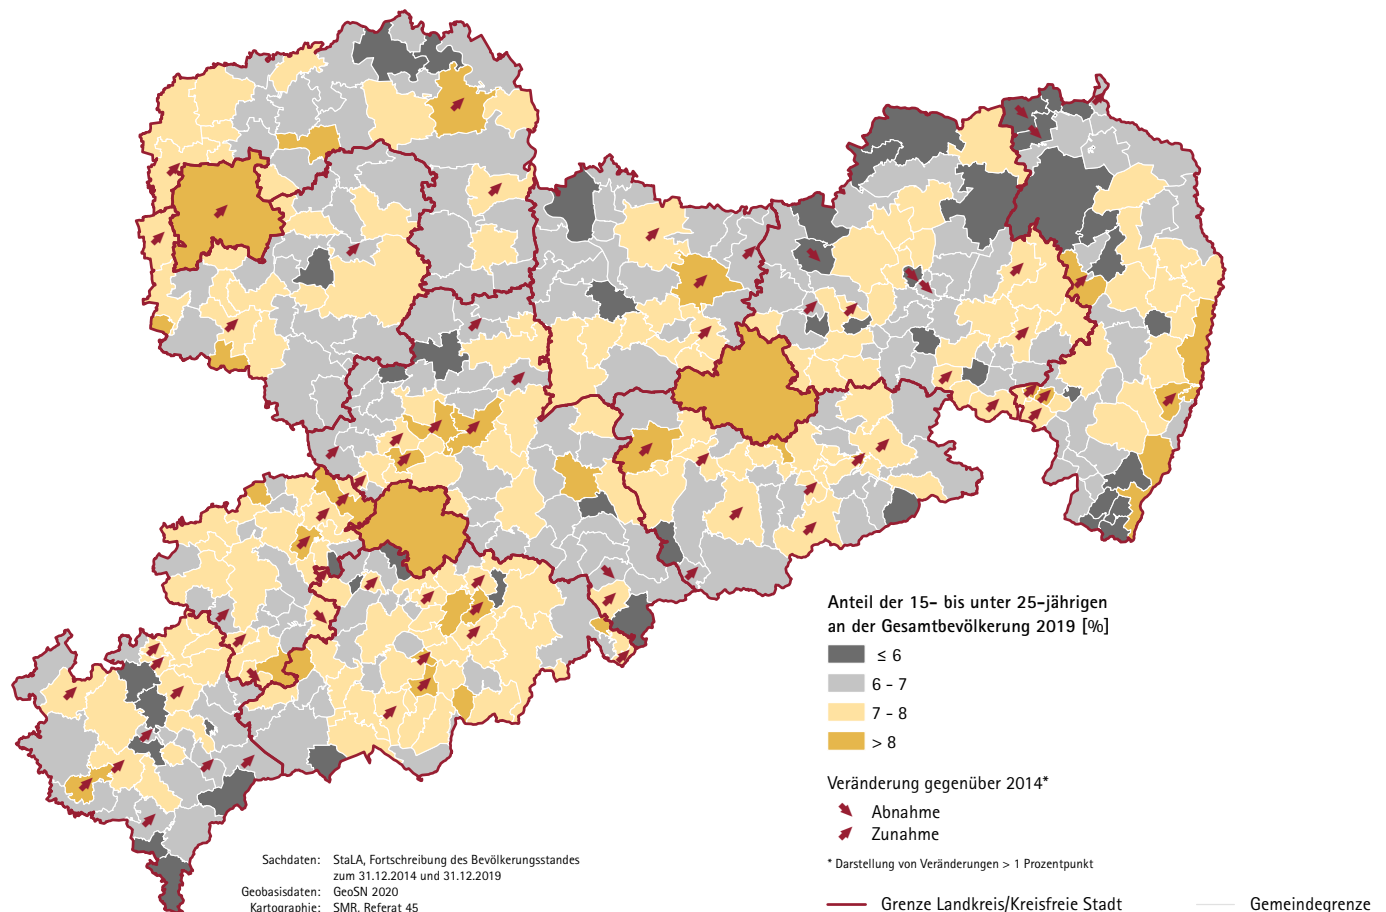 Anteil der 15- bis unter 25-jährigen
an der Gesamtbevölkerung 2019 [%]
≤ 6
6 - 7
7 - 8
> 8
Veränderung gegenüber 2014*
Abnahme
Zunahme
* Darstellung von Veränderungen > 1 Prozentpunkt
Grenze Landkreis/Kreisfreie Stadt
Gemeindegrenze
Sachdaten: StaLA, Fortschreibung des Bevölkerungsstandes
zum 31.12.2014 und 31.12.2019
Geobasisdaten: GeoSN 2020
Kartographie: SMR, Referat 45